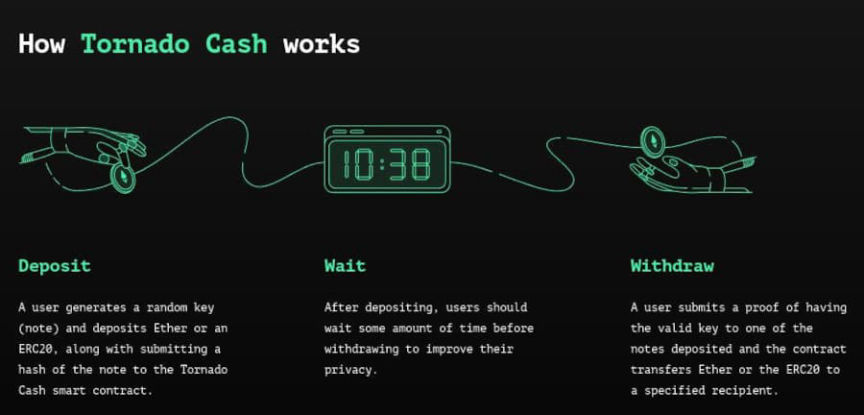 How Tornado Cash works
10:38
Deposit
A user generates a random key
(note) and deposits Ether or an
ERC20, along with submitting a
hash of the note to the Tornado
Cash smart contract.
Wait
After depositing, users should
wait some amount of time before
withdrawing to improve their
privacy.
Withdraw
A user submits a proof of having
the valid key to one of the
notes deposited and the contract
transfers Ether or the ERC20 to
a specified recipient.